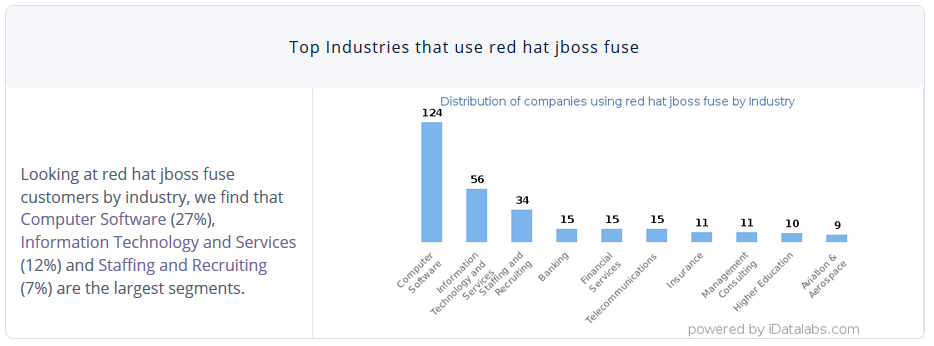 Top Industries that use red hat jboss fuse
Looking at red hat jboss fuse
customers by industry, we find that
Computer Software (27%),
Information Technology and Services
(12%) and Staffing and Recruiting
(7%) are the largest segments.
Distribution of companies using red hat jboss fuse by Industry
124
56
34
15
15
15
11
11
10
9
Computer
Software
Information
Technology and
Services
Staffing and
Recruiting
Banking
Financial
Services
Telecommunications
Insurance
Management
Consulting
Higher Education
Aviation &
Aerospace
powered by iDatalabs.com